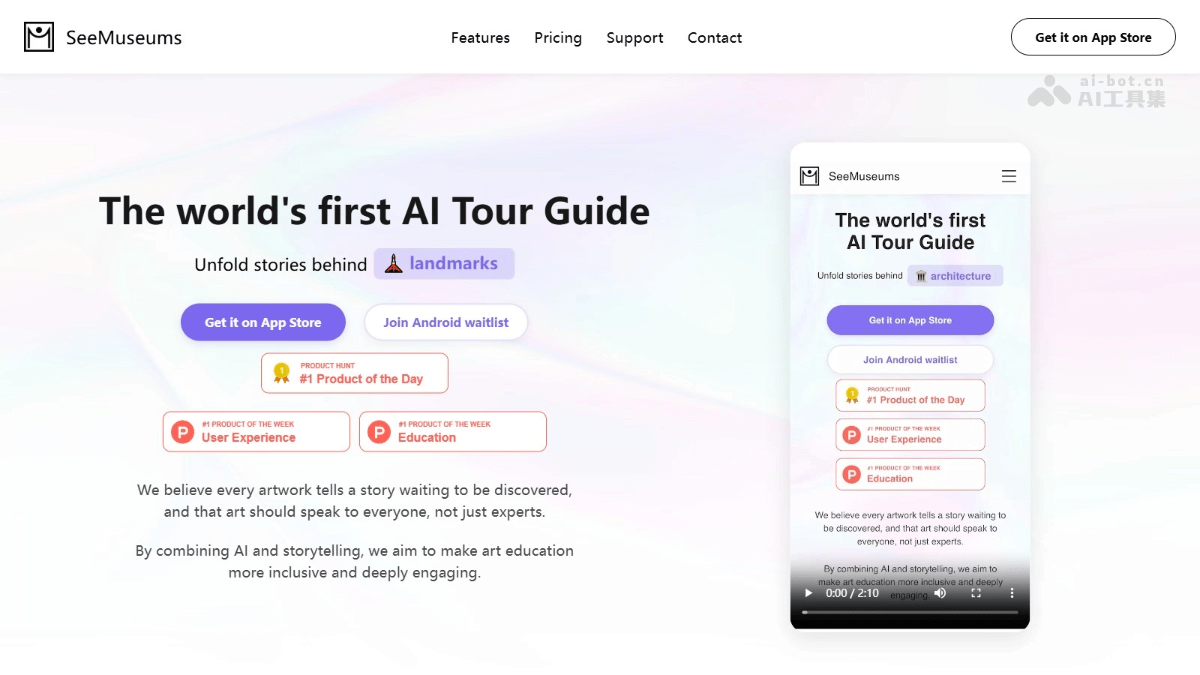 SeeMuseums
Features
Pricing
Support
Contact
Get it on App Store
ai-bot.cn
AI工具集
The world's first AI Tour Guide
Unfold stories behind landmarks
Get it on App Store
Join Android waitlist
PRODUCT HUNT
#1 Product of the Day
#1 PRODUCT OF THE WEEK
User Experience
#1 PRODUCT OF THE WEEK
Education
We believe every artwork tells a story waiting to be discovered,
and that art should speak to everyone, not just experts.
By combining AI and storytelling, we aim to make art education
more inclusive and deeply engaging.
SeeMuseums
The world's first
AI Tour Guide
Unfold stories behind architecture
Get it on App Store
Join Android waitlist
PRODUCT HUNT
#1 Product of the Day
#1 PRODUCT OF THE WEEK
User Experience
#1 PRODUCT OF THE WEEK
Education
We believe every artwork tells a story waiting to
be discovered, and that art should speak to
everyone, not just experts.
By combining AI and storytelling, we aim to
make art education more inclusive and deeply
engaging.
0:00 / 2:10